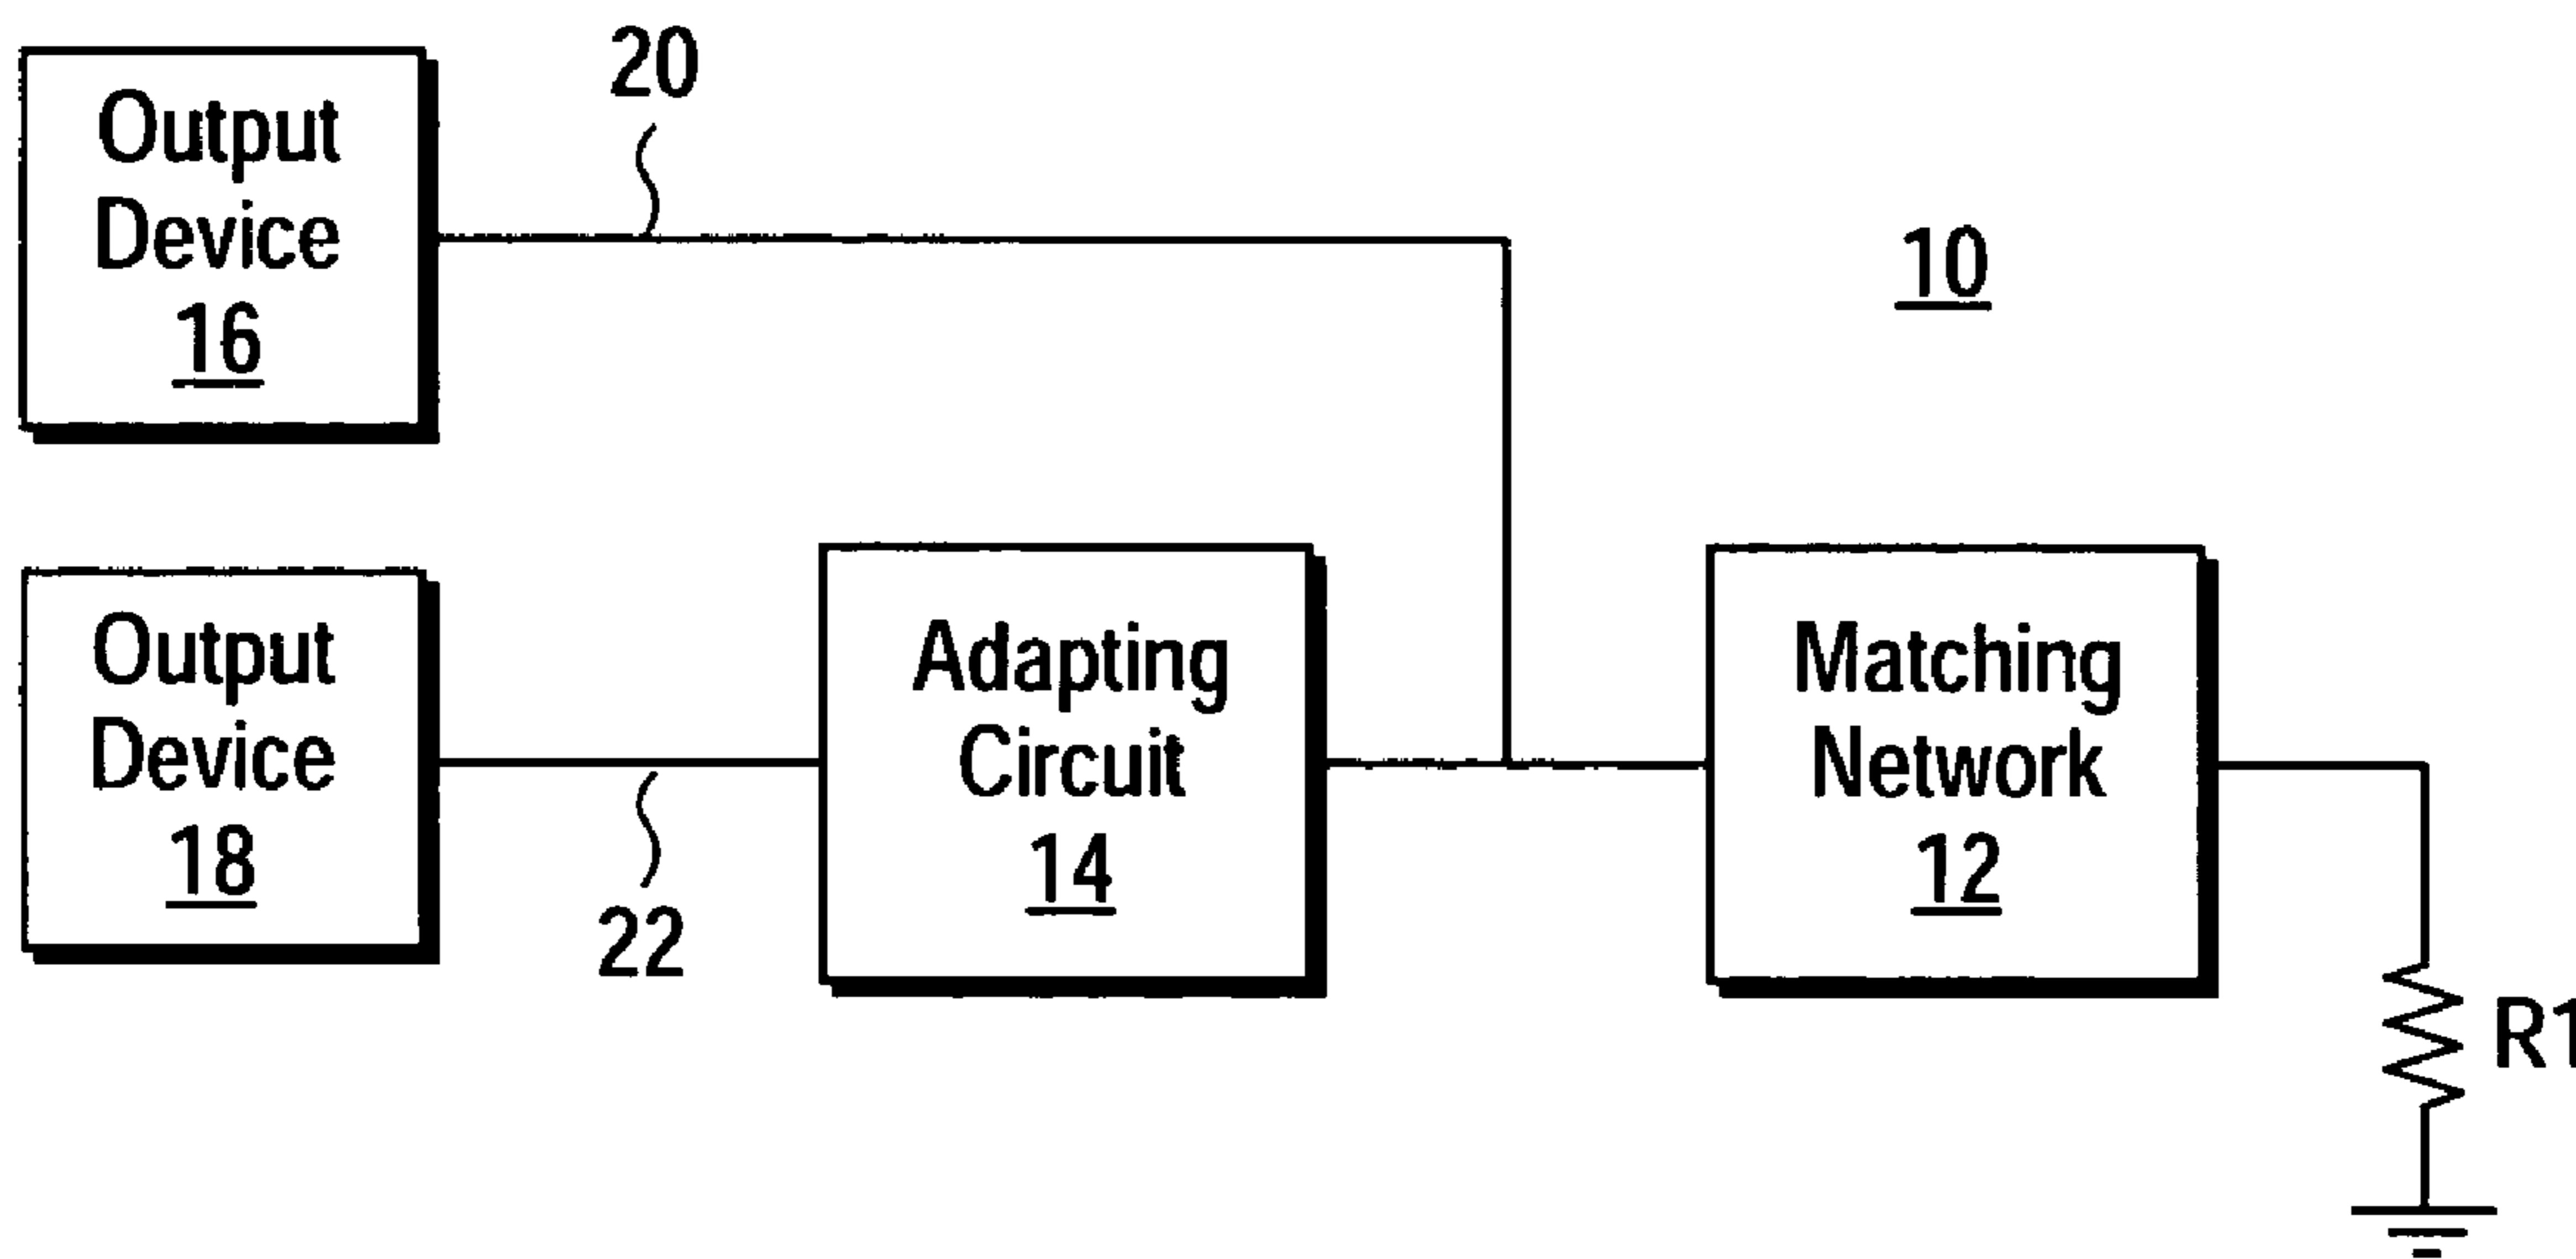 Output
Device
16
20
10
Output
Device
18
22
Adapting
Circuit
14
Matching
Network
12
R1